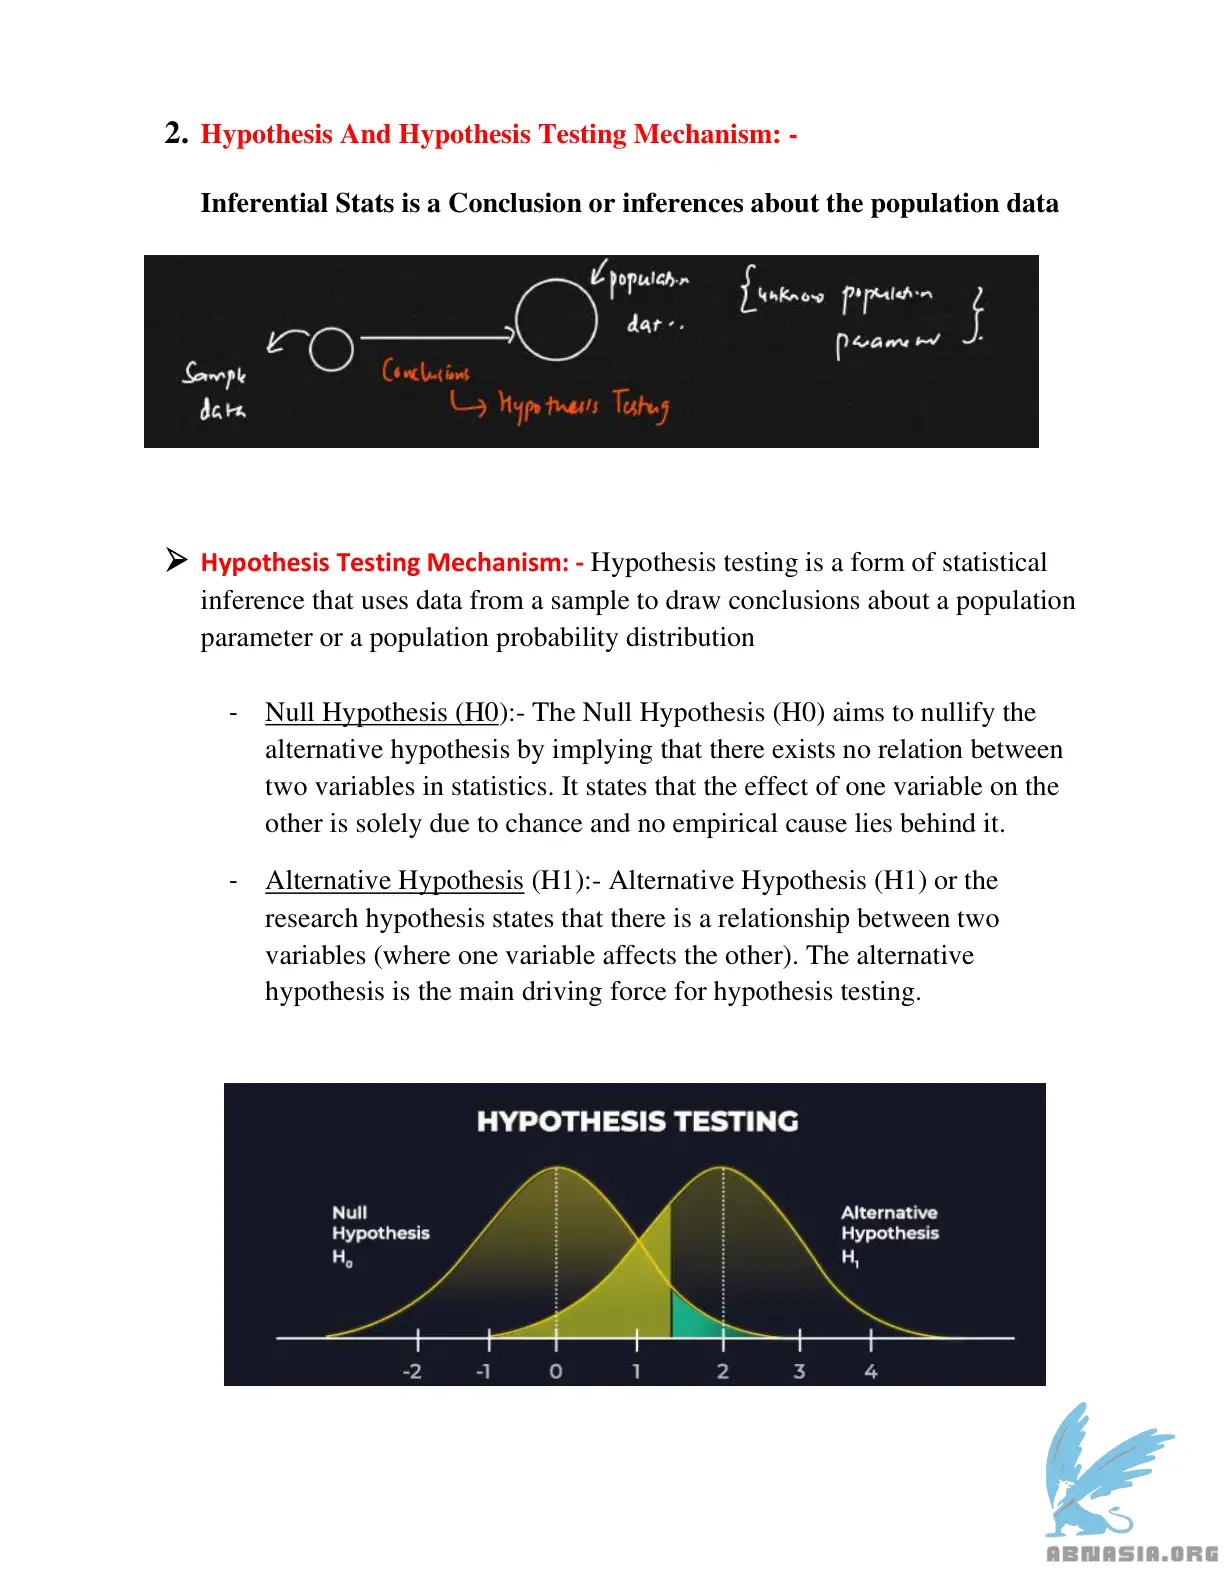 2. Hypothesis And Hypothesis Testing Mechanism: -
Inferential Stats is a Conclusion or inferences about the population data
population
{unknow population
dat...
parameter }
Sample
data
Conclusions
Hypothesis Testing
➢ Hypothesis Testing Mechanism: - Hypothesis testing is a form of statistical
inference that uses data from a sample to draw conclusions about a population
parameter or a population probability distribution
- Null Hypothesis (H0):- The Null Hypothesis (H0) aims to nullify the
alternative hypothesis by implying that there exists no relation between
two variables in statistics. It states that the effect of one variable on the
other is solely due to chance and no empirical cause lies behind it.
- Alternative Hypothesis (H1):- Alternative Hypothesis (H1) or the
research hypothesis states that there is a relationship between two
variables (where one variable affects the other). The alternative
hypothesis is the main driving force for hypothesis testing.
HYPOTHESIS TESTING
Null
Hypothesis
H₀
Alternative
Hypothesis
H₁
-2 -1 0 1 2 3 4
ABNASIA.ORG